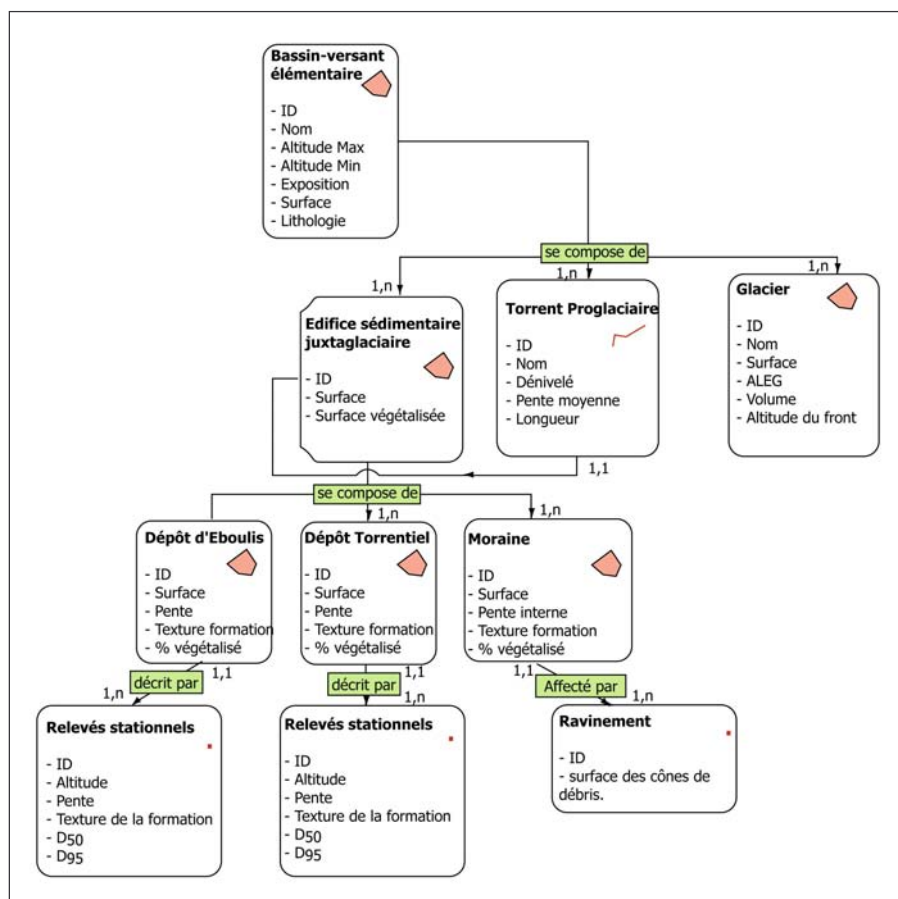 Bassin-versant
élémentaire
- ID
- Nom
- Altitude Max
- Altitude Min
- Exposition
- Surface
- Lithologie
se compose de
1,n
1,n
1,n
Edifice sédimentaire
juxtaglaciaire
- ID
- Surface
- Surface végétalisée
Torrent Proglaciaire
- ID
- Nom
- Dénivelé
- Pente moyenne
- Longueur
Glacier
- ID
- Nom
- Surface
- ALEG
- Volume
- Altitude du front
1,1
se compose de
1,n
1,n
Dépôt d'Eboulis
- ID
- Surface
- Pente
- Texture formation
- % végétalisé
Dépôt Torrentiel
- ID
- Surface
- Pente
- Texture formation
- % végétalisé
Moraine
- ID
- Surface
- Pente interne
- Texture formation
- % végétalisé
1,1
décrit par
1,n
1,1
décrit par
1,n
1,1
Affecté par
1,n
Relevés stationnels
- ID
- Altitude
- Pente
- Texture de la formation
- D50
- D95
Relevés stationnels
- ID
- Altitude
- Pente
- Texture de la formation
- D50
- D95
Ravinement
- ID
- surface des cônes de
débris.